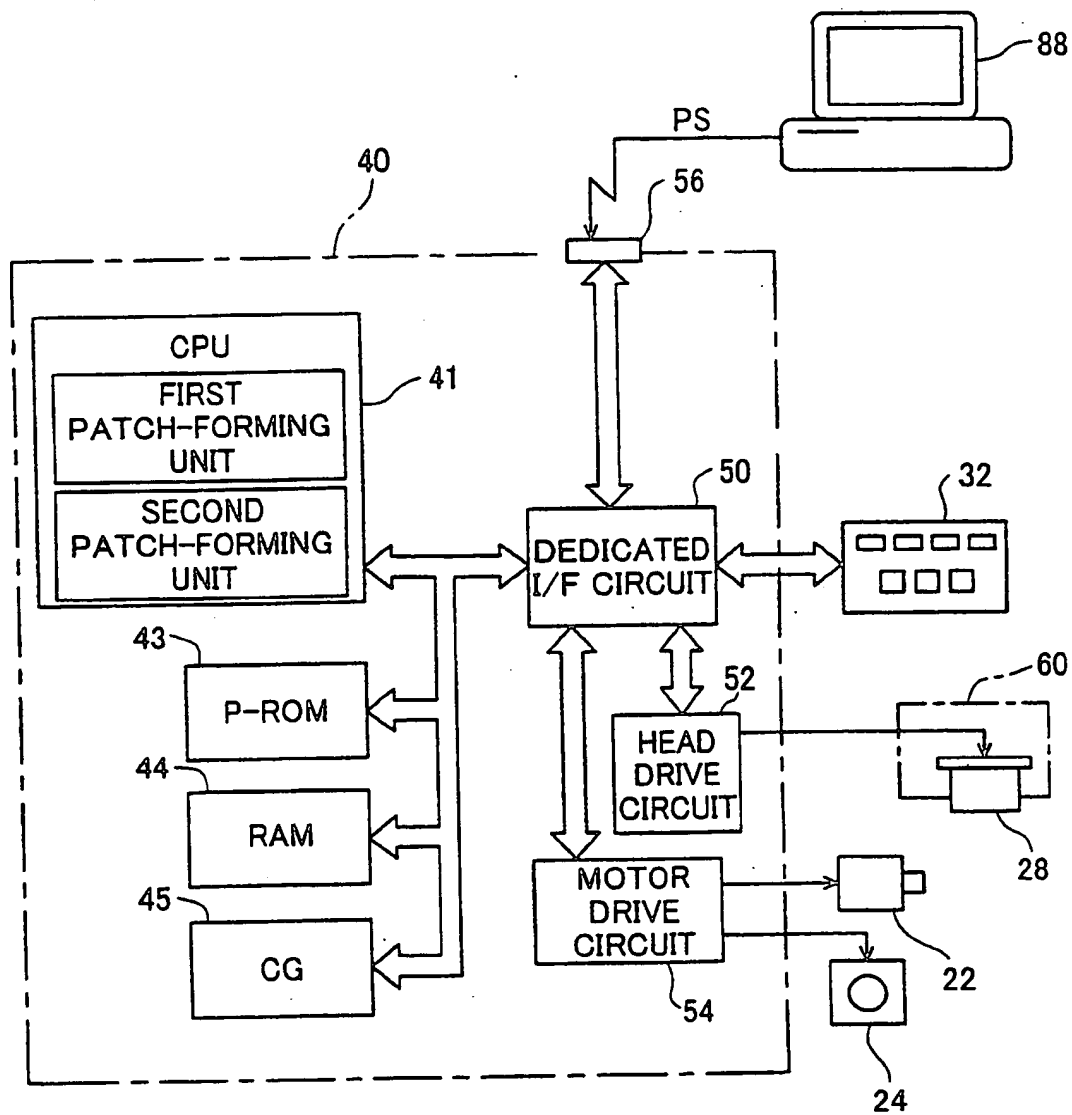 88
PS
40
56
CPU
41
FIRST
PATCH-FORMING
UNIT
SECOND
PATCH-FORMING
UNIT
50
DEDICATED
I/F CIRCUIT
32
43
P-ROM
52
HEAD
DRIVE
CIRCUIT
60
28
44
RAM
MOTOR
DRIVE
CIRCUIT
54
22
45
CG
24